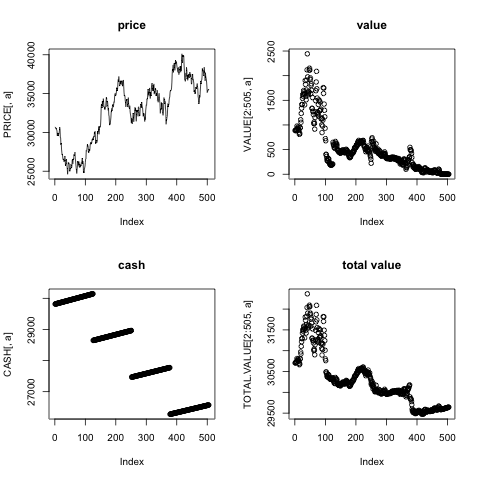 price
PRICE[, a]
40000
35000
30000
25000
0 100 200 300 400 500
Index
value
VALUE[2:505, a]
2500
1500
500
0
0 100 200 300 400 500
Index
cash
CASH[, a]
29000
27000
0 100 200 300 400 500
Index
total value
TOTAL.VALUE[2:505, a]
31500
30500
29500
0 100 200 300 400 500
Index